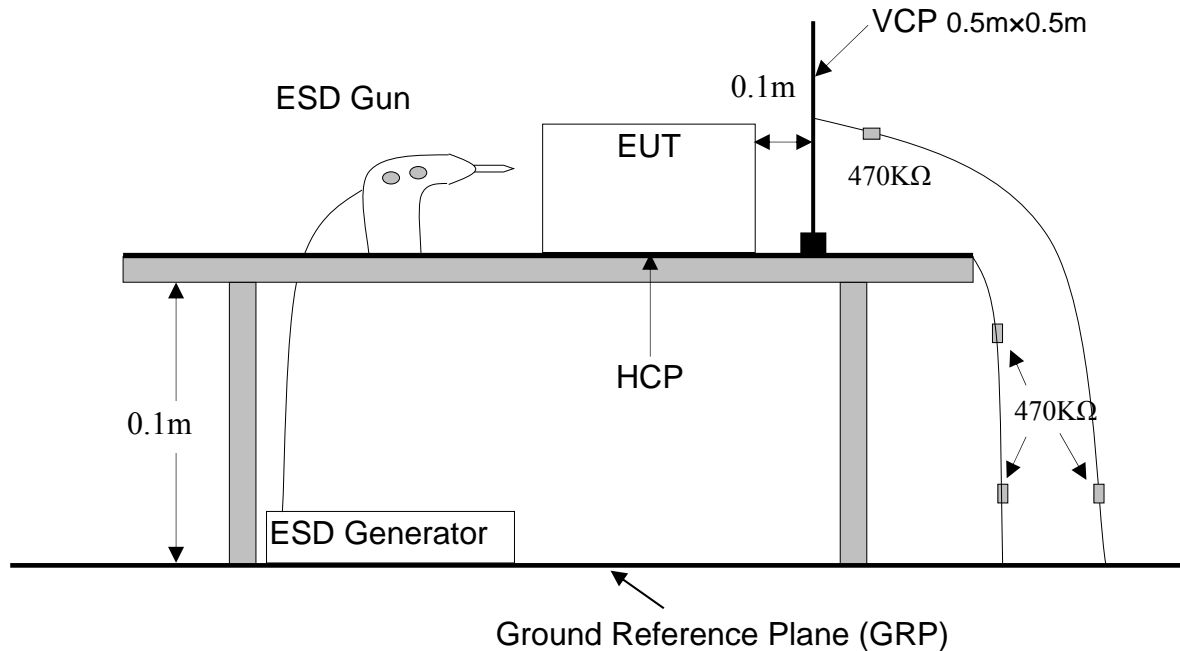 VCP 0.5m×0.5m
0.1m
ESD Gun
EUT
470KΩ
HCP
0.1m
470KΩ
ESD Generator
Ground Reference Plane (GRP)